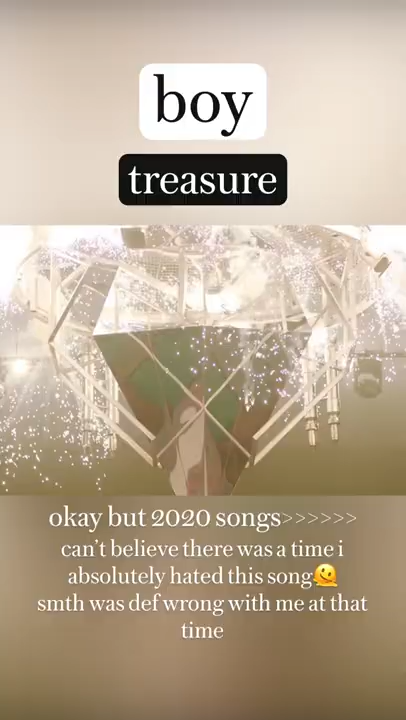 boy
treasure
okay but 2020 songs>>>>>>
can’t believe there was a time i
absolutely hated this song🫠
smth was def wrong with me at that
time